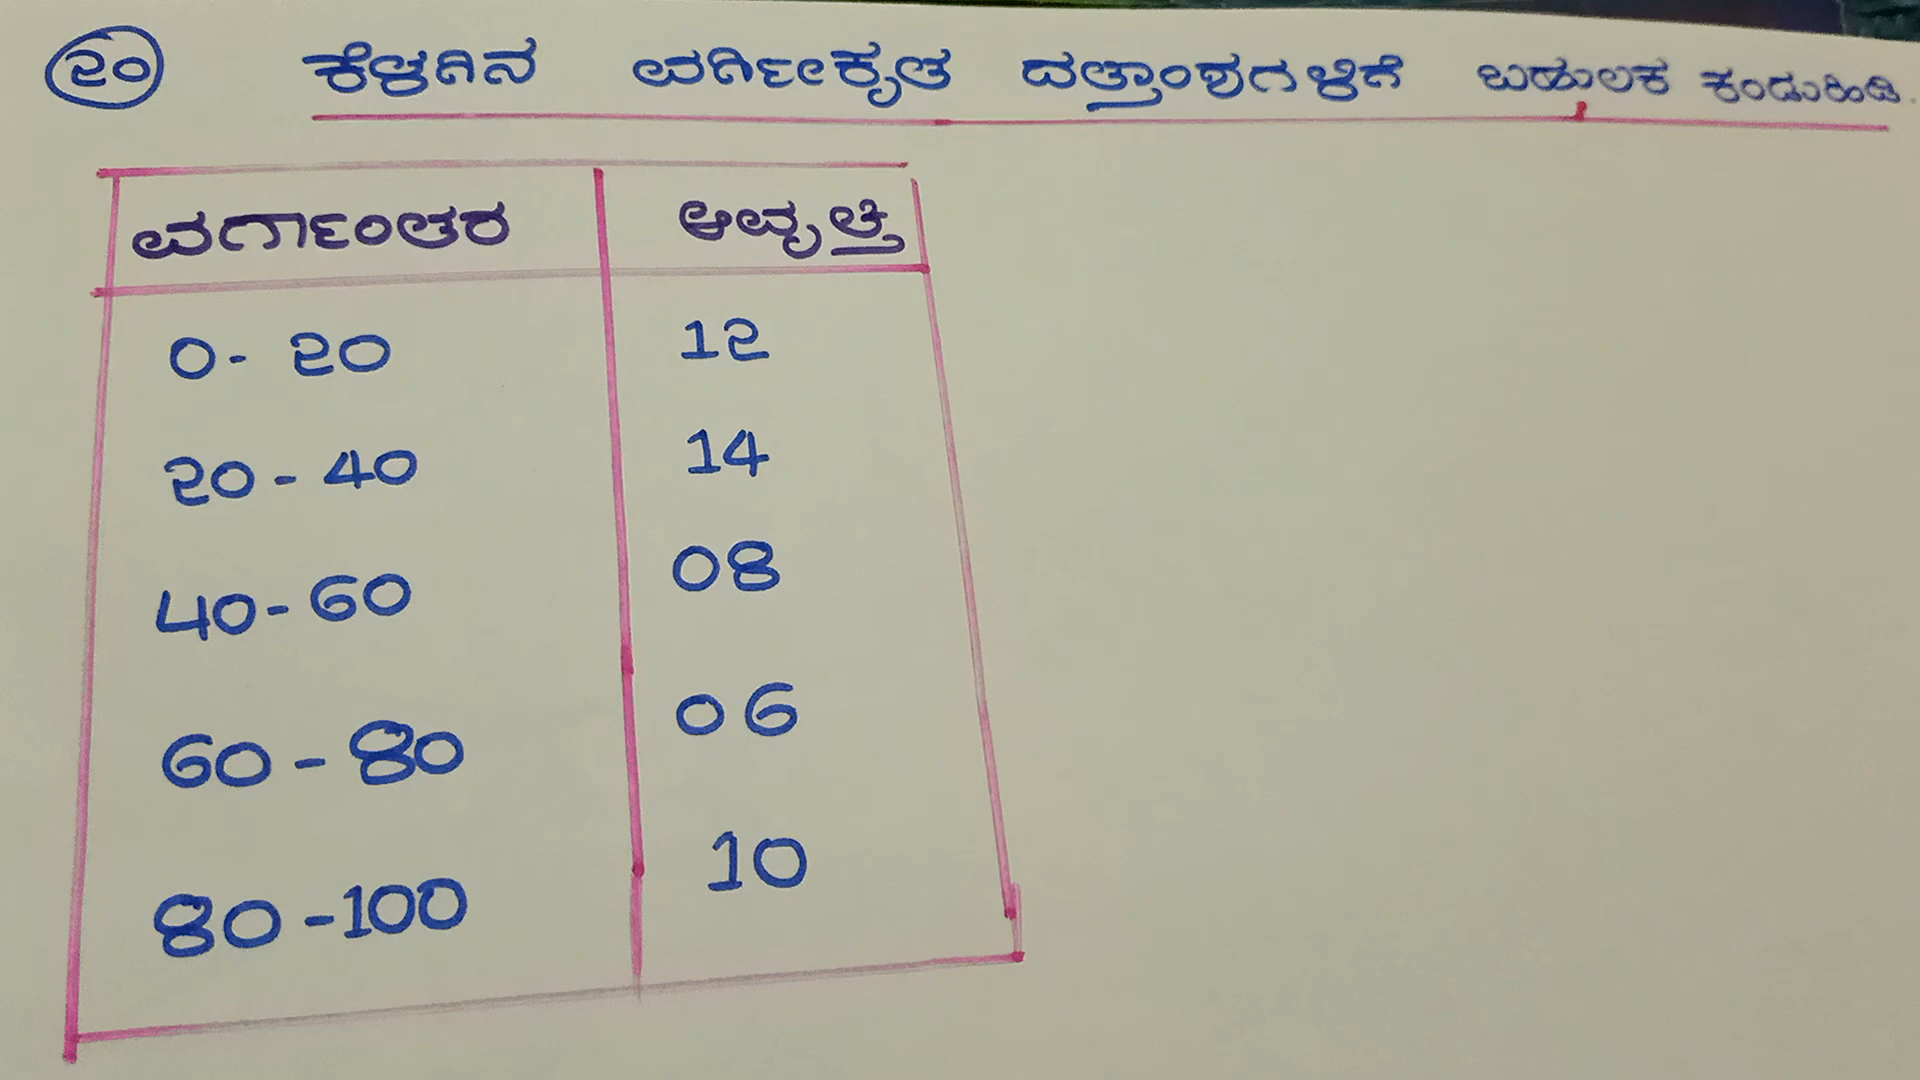 20 ಕೆಳಗಿನ ವರ್ಗೀಕೃತ ದತ್ತಾಂಶಗಳಿಗೆ ಬಹುಲಕ ಕಂಡುಹಿಡಿ.
ವರ್ಗಾಂತರ ಆವೃತ್ತಿ
0- 20 12
20 - 40 14
40-60 08
60 - 80 06
80 -100 10